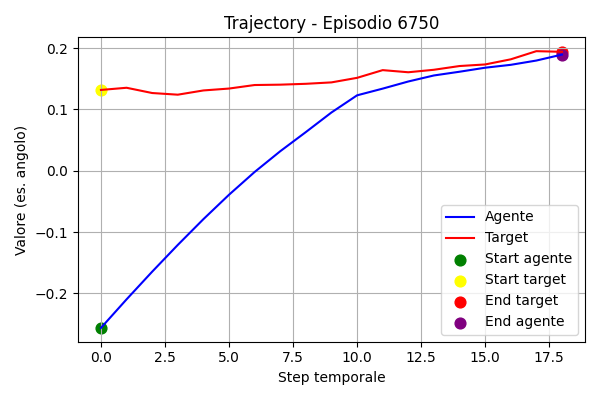 Trajectory - Episodio 6750
Valore (es. angolo)
0.2
0.1
0.0
−0.1
−0.2
0.0
2.5
5.0
7.5
10.0
12.5
15.0
17.5
Step temporale
Agente
Target
Start agente
Start target
End target
End agente